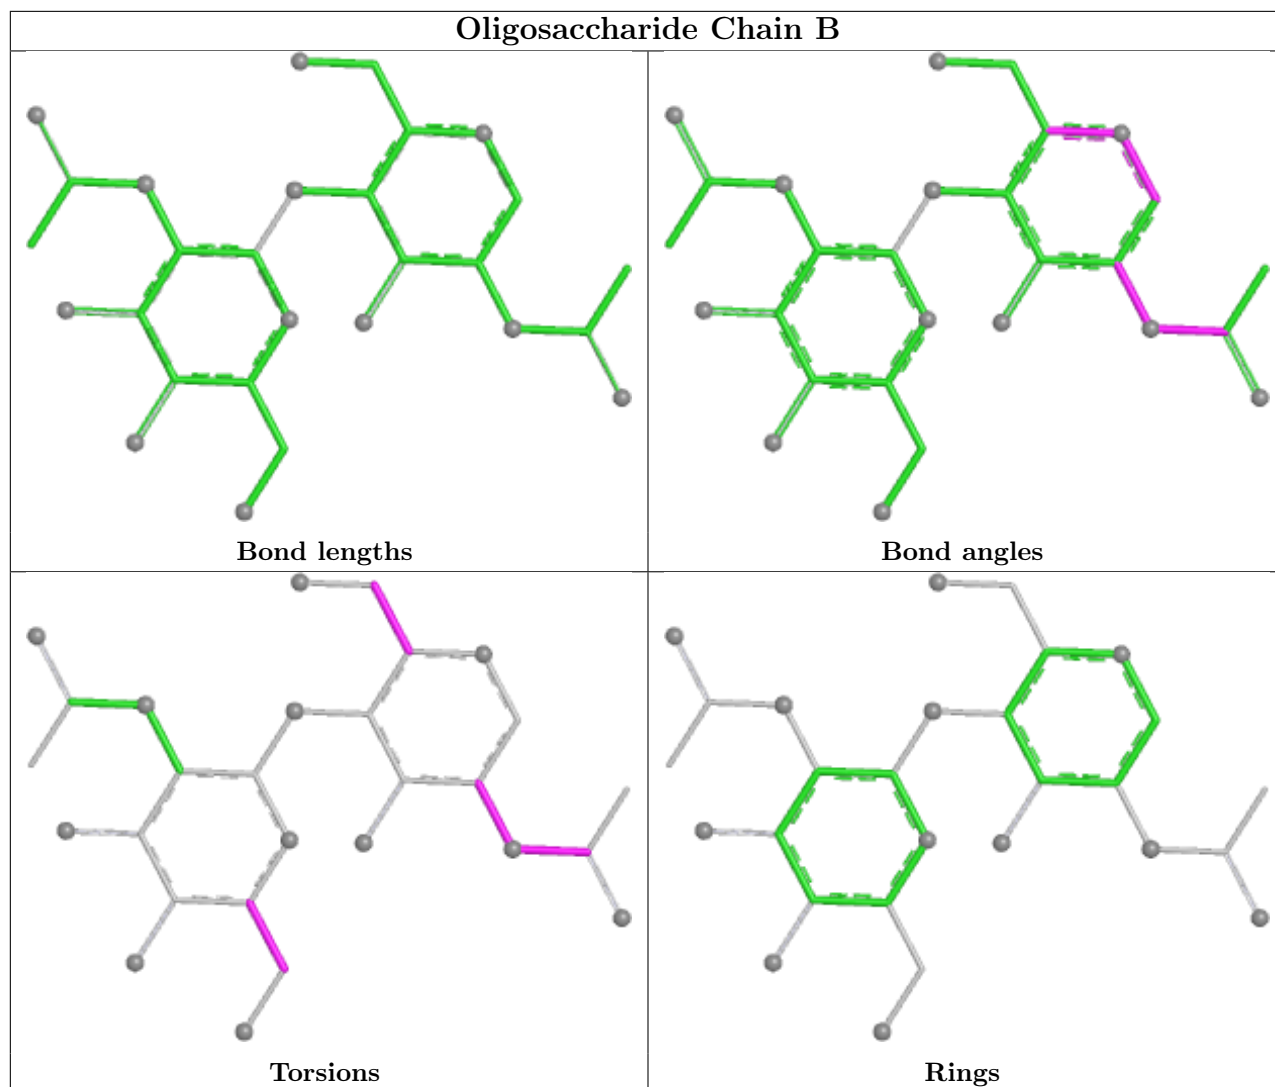 Oligosaccharide Chain B
Bond lengths
Bond angles
Torsions
Rings